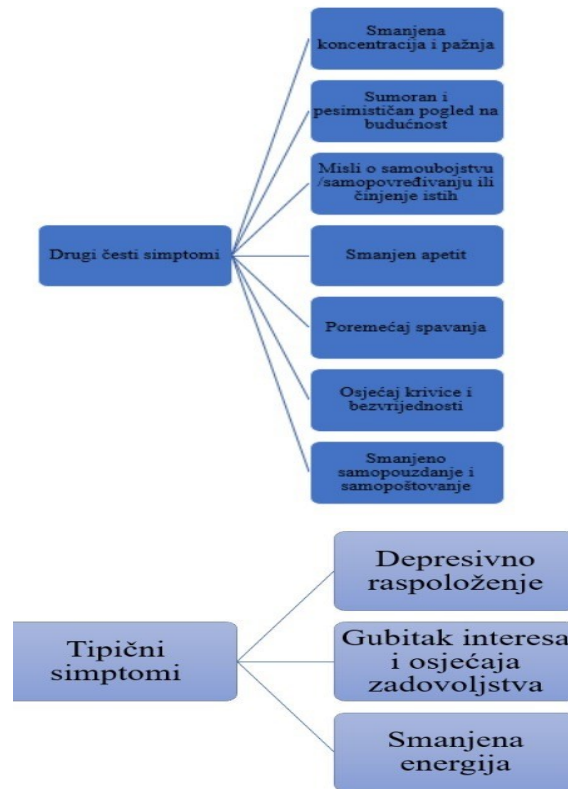 Smanjena
koncentracija i pažnja
Sumoran i
pesimističan pogled na
budućnost
Misli o samoubojstvu
/samopovređivanju ili
činjenje istih
Drugi česti simptomi
Smanjen apetit
Poremećaj spavanja
Osjećaj krivice i
bezvrijednosti
Smanjeno
samopouzdanje i
samopoštovanje
Depresivno
raspoloženje
Tipični
simptomi
Gubitak interesa
i osjećaja
zadovoljstva
Smanjena
energija